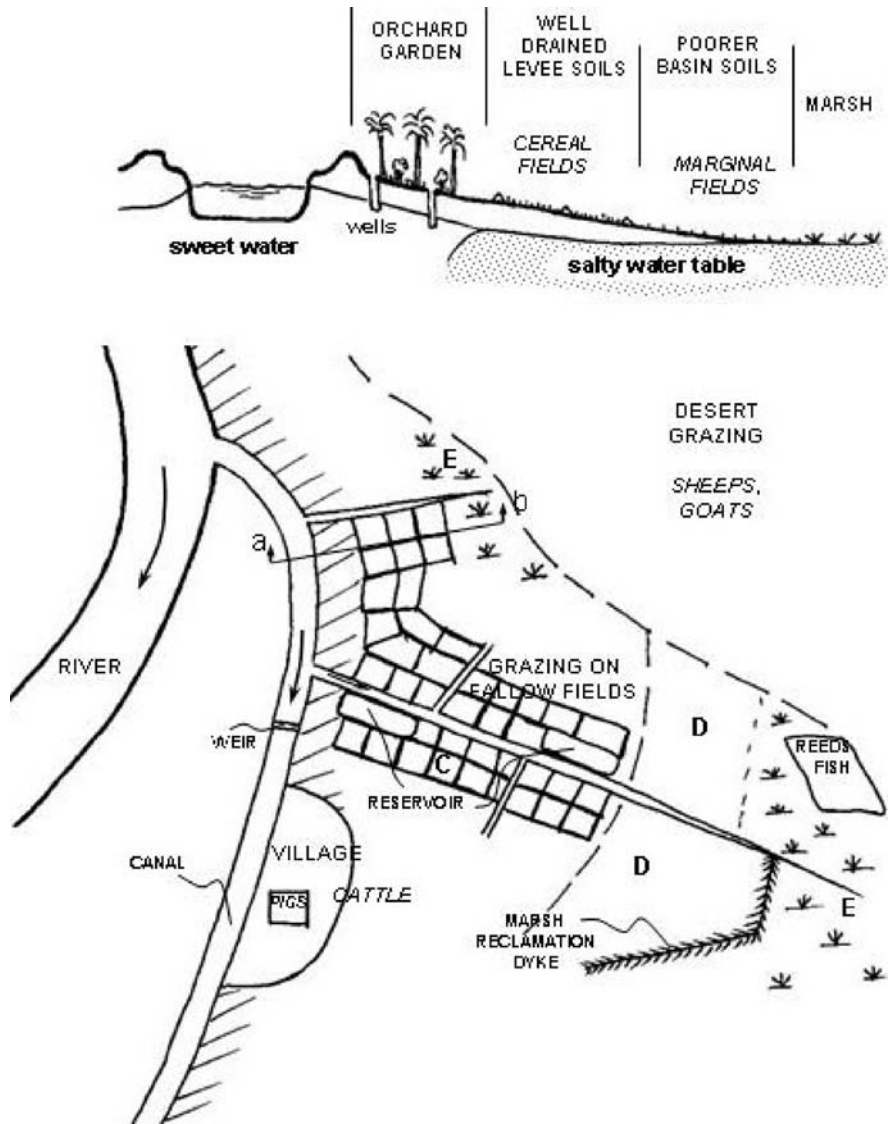 ORCHARD
GARDEN
WELL
DRAINED
LEVEE SOILS
POORER
BASIN SOILS
MARSH
CEREAL
FIELDS
MARGINAL
FIELDS
sweet water
wells
salty water table
DESERT
GRAZING
SHEEPS,
GOATS
E
b
a
RIVER
GRAZING ON
FALLOW FIELDS
D
WEIR
REEDS
FISH
C
RESERVOIR
VILLAGE
CANAL
CATTLE
PIGS
D
E
MARSH
RECLAMATION
DYKE